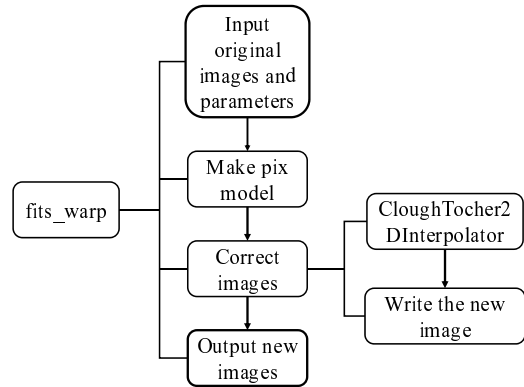 Input
original
images and
parameters
Make pix
model
fits_warp
CloughTocher2
DInterpolator
Correct
images
Write the new
image
Output new
images